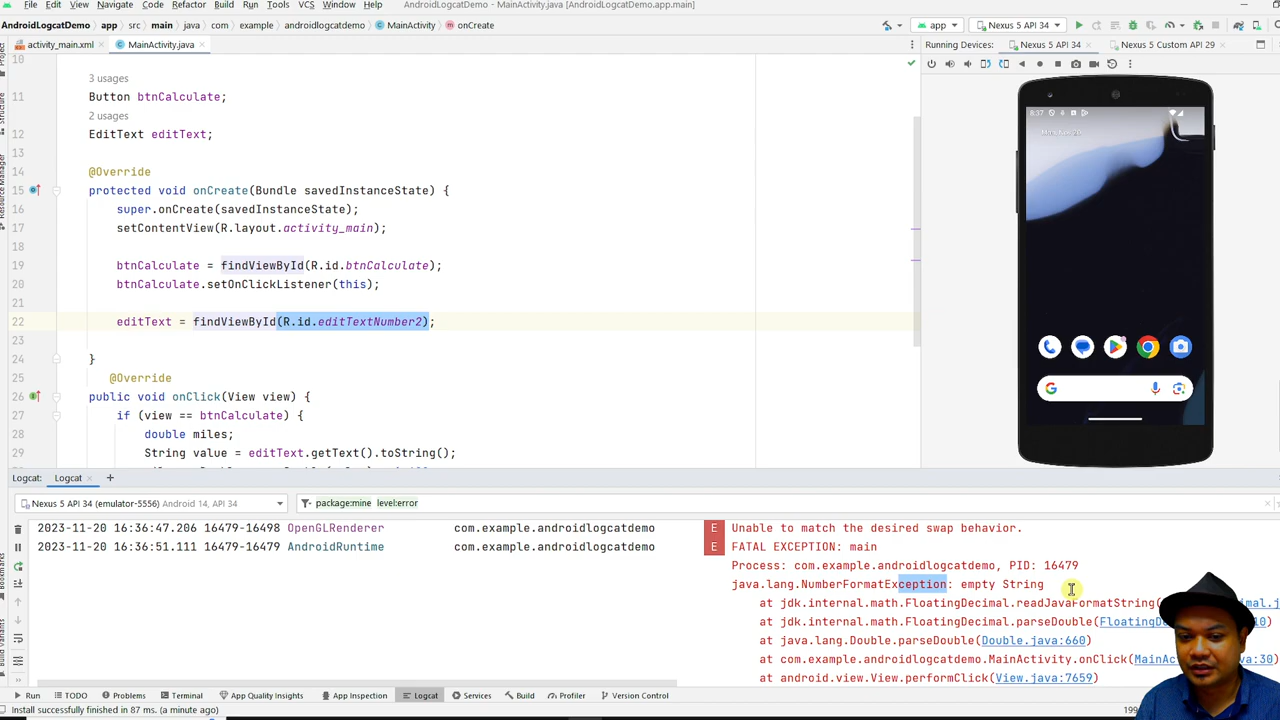 File Edit View Navigate Code Refactor Build Run Tools VCS Window Help AndroidLogcatDemo - MainActivity.java [AndroidLogcatDemo.app.main]
AndroidLogcatDemo app src main java com example androidlogcatdemo MainActivity onCreate app Nexus 5 API 34
activity_main.xml MainActivity.java Running Devices: Nexus 5 API 34 Nexus 5 Custom API 29
Project
Structure
Resource Manager
Build Variants
10
3 usages
11 Button btnCalculate;
2 usages
12 EditText editText;
13
14 @Override
15 protected void onCreate(Bundle savedInstanceState) {
16 super.onCreate(savedInstanceState);
17 setContentView(R.layout.activity_main);
18
19 btnCalculate = findViewById(R.id.btnCalculate);
20 btnCalculate.setOnClickListener(this);
21
22 editText = findViewById(R.id.editTextNumber2);
23
24 }
25 @Override
26 public void onClick(View view) {
27 if (view == btnCalculate) {
28 double miles;
29 String value = editText.getText().toString();
8:37
Mon, Nov 20
Logcat: Logcat +
Nexus 5 API 34 (emulator-5556) Android 14, API 34 package:mine level:error
2023-11-20 16:36:47.206 16479-16498 OpenGLRenderer com.example.androidlogcatdemo E Unable to match the desired swap behavior.
2023-11-20 16:36:51.111 16479-16479 AndroidRuntime com.example.androidlogcatdemo E FATAL EXCEPTION: main
Process: com.example.androidlogcatdemo, PID: 16479
java.lang.NumberFormatException: empty String
at jdk.internal.math.FloatingDecimal.readJavaFormatString(
at jdk.internal.math.FloatingDecimal.parseDouble(
at java.lang.Double.parseDouble(Double.java:660)
at com.example.androidlogcatdemo.MainActivity.onClick(
at android.view.View.performClick(View.java:7659)
Run TODO Problems Terminal App Quality Insights App Inspection Logcat Services Build Profiler Version Control
Install successfully finished in 87 ms. (a minute ago)